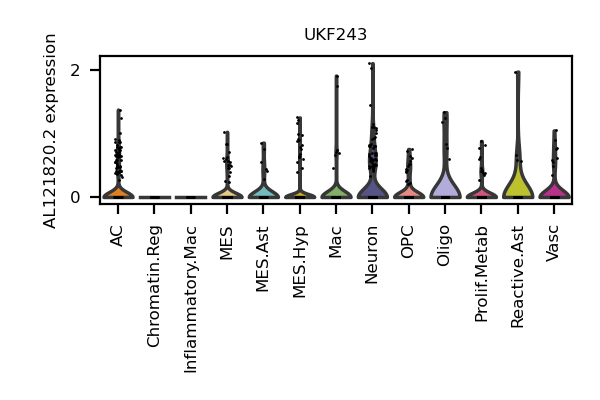 UKF243
AL121820.2 expression
2
0
AC
Chromatin.Reg
Inflammatory.Mac
MES
MES.Ast
MES.Hyp
Mac
Neuron
OPC
Oligo
Prolif.Metab
Reactive.Ast
Vasc